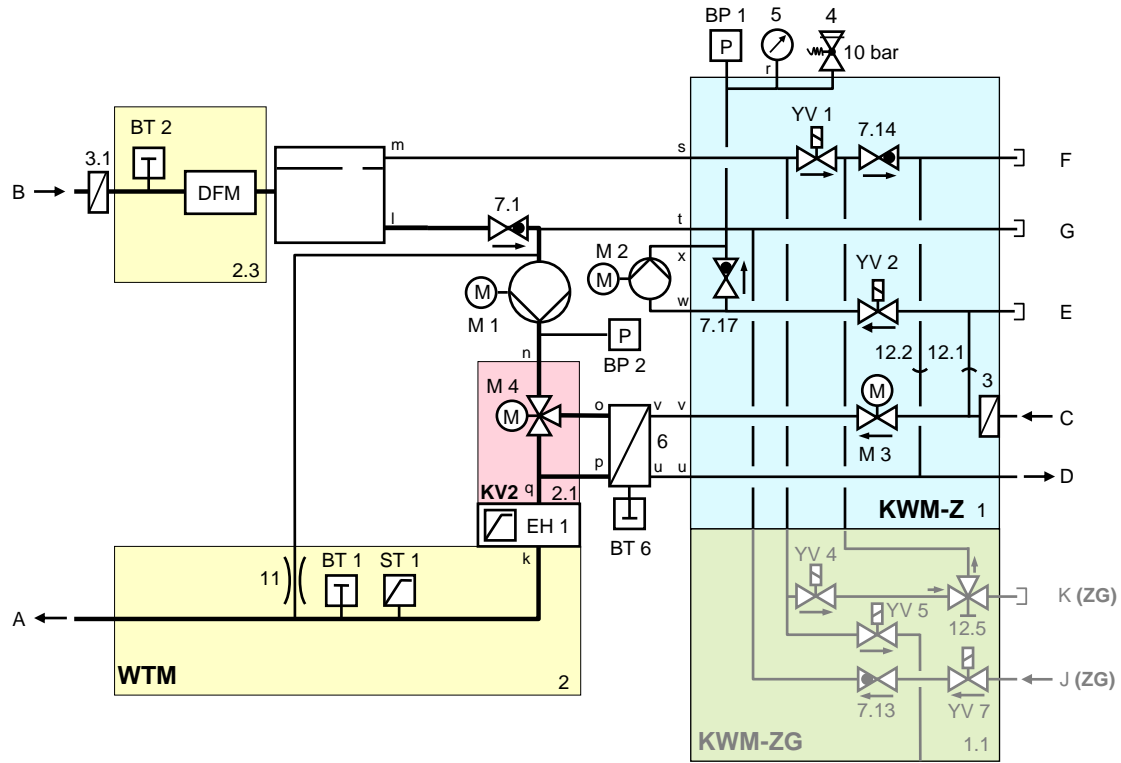 BP 1
5
4
P
10 bar
r
YV 1
7.14
BT 2
3.1
m
s
F
B
DFM
l
7.1
t
G
M 2
x
M
YV 2
2.3
M
M 1
w
7.17
E
P
BP 2
n
12.2
12.1
3
M 4
M
o
v
v
M
C
6
M 3
p
u
u
D
KV2
q
2.1
KWM-Z
1
EH 1
BT 6
k
11
BT 1
ST 1
YV 4
K (ZG)
A
YV 5
12.5
WTM
2
J (ZG)
7.13
YV 7
KWM-ZG
1.1